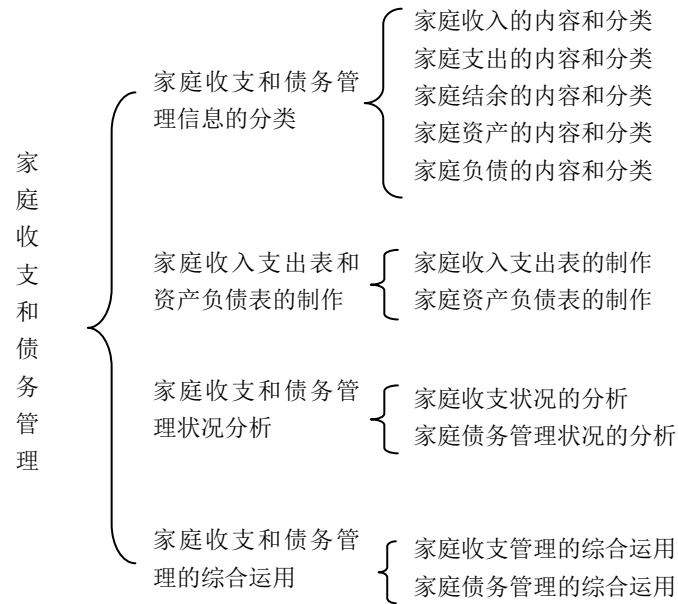 家庭收支和债务管理
家庭收支和债务管
理信息的分类
家庭收入的内容和分类
家庭支出的内容和分类
家庭结余的内容和分类
家庭资产的内容和分类
家庭负债的内容和分类
家庭收入支出表和
资产负债表的制作
家庭收入支出表的制作
家庭资产负债表的制作
家庭收支和债务管
理状况分析
家庭收支状况的分析
家庭债务管理状况的分析
家庭收支和债务管
理的综合运用
家庭收支管理的综合运用
家庭债务管理的综合运用